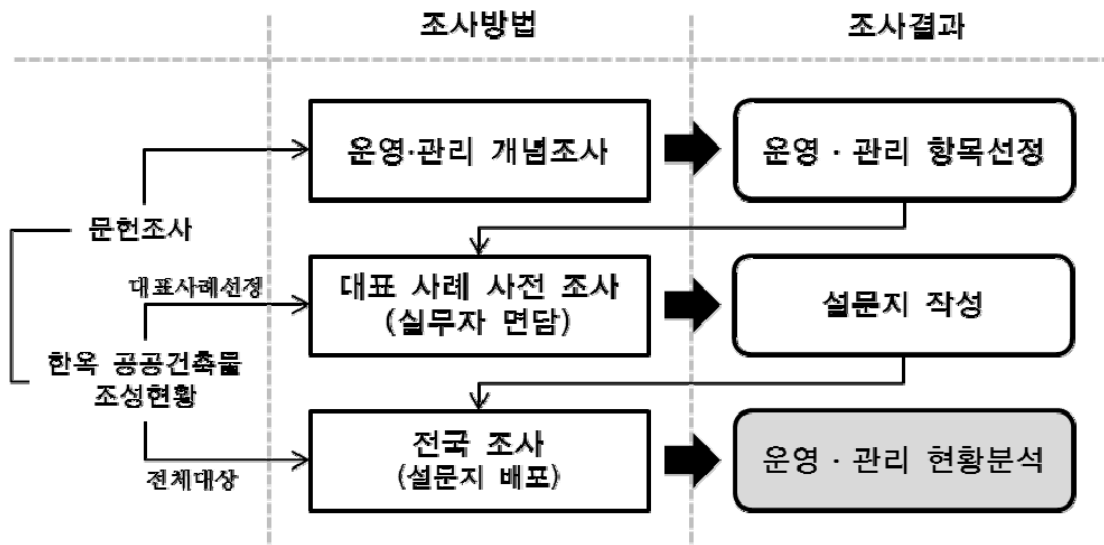 조사방법
조사결과
운영·관리 개념조사
운영 · 관리 항목선정
문헌조사
대표사례선정
대표 사례 사전 조사
(실무자 면담)
설문지 작성
한옥 공공건축물
조성현황
전체대상
전국 조사
(설문지 배포)
운영 · 관리 현황분석